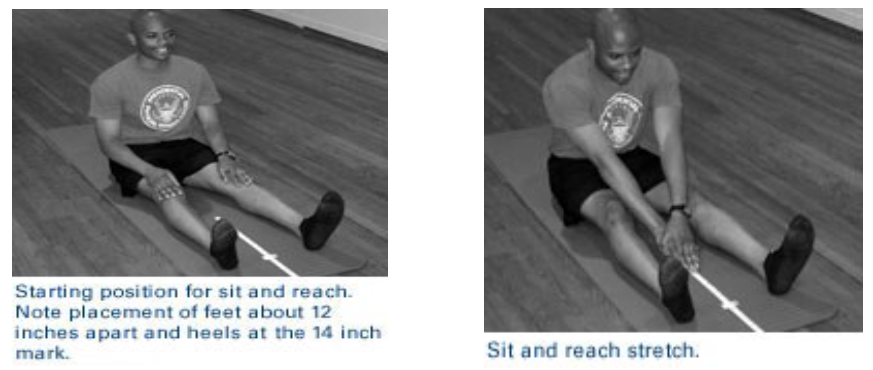 Starting position for sit and reach.
Note placement of feet about 12
inches apart and heels at the 14 inch
mark.
Sit and reach stretch.